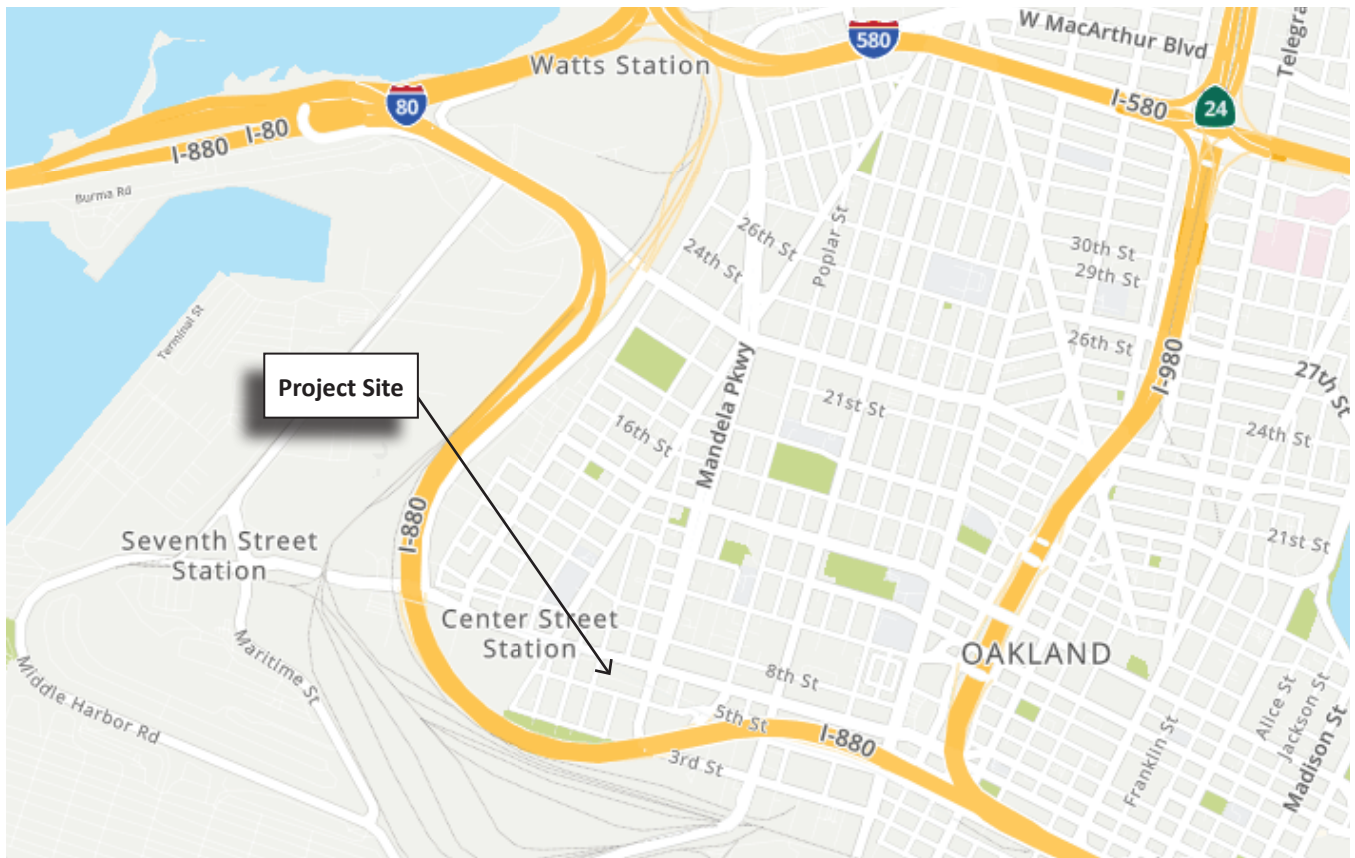 W MacArthur Blvd
Telegra
580
Watts Station
80
I-580
24
I-80
I-880
Burma Rd
26th St
Poplar St
24th St
30th St
29th St
Terminal St
26th St
I-980
27th St
Project Site
Mandela Pkwy
21st St
16th St
24th St
I-880
Seventh Street
Station
21st St
Center Street
Station
OAKLAND
Maritime St
8th St
Middle Harbor Rd
5th St
I-880
3rd St
Alice St
Jackson St
Madison St
Franklin St